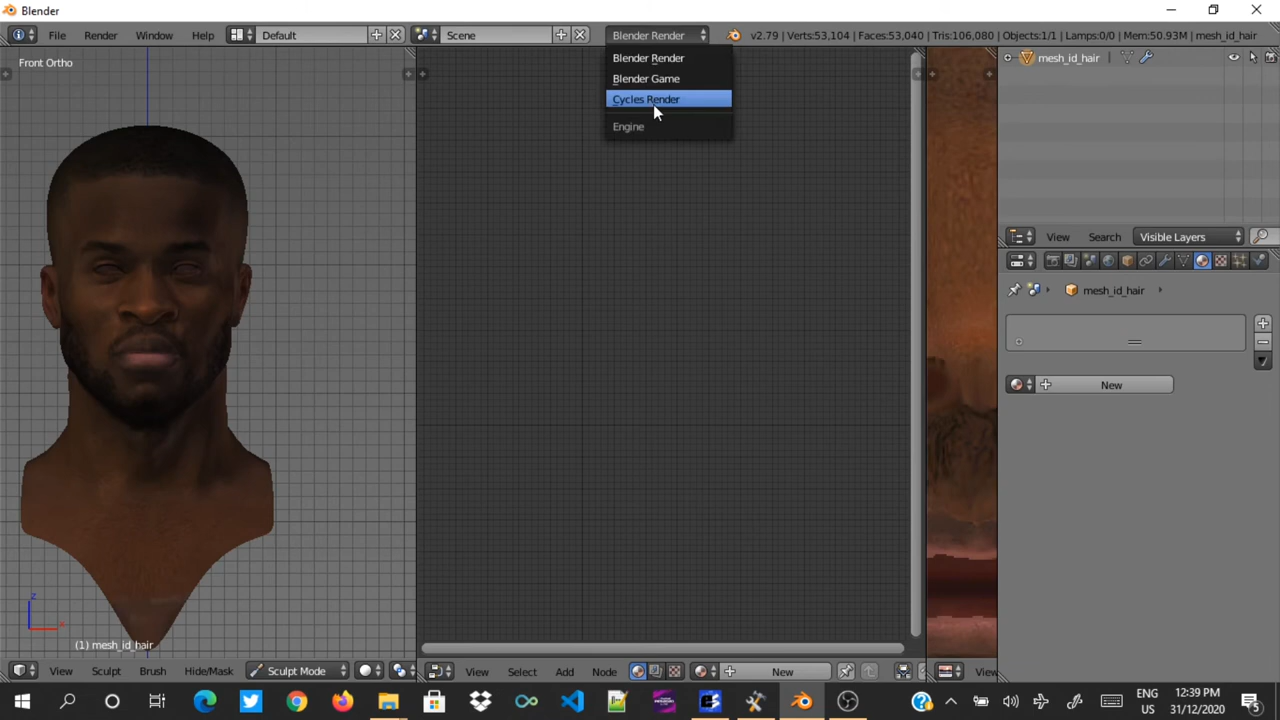 Blender
File Render Window Help Default Scene Blender Render v2.79 | Verts:53,104 | Faces:53,040 | Tris:106,080 | Objects:1/1 | Lamps:0/0 | Mem:50.93M | mesh_id_hair
Front Ortho
Blender Render
Blender Game
Cycles Render
Engine
mesh_id_hair
View Search Visible Layers
mesh_id_hair
New
z
x
(1) mesh_id_hair
View Sculpt Brush Hide/Mask Sculpt Mode View Select Add Node New View
ENG
US
12:39 PM
31/12/2020
5